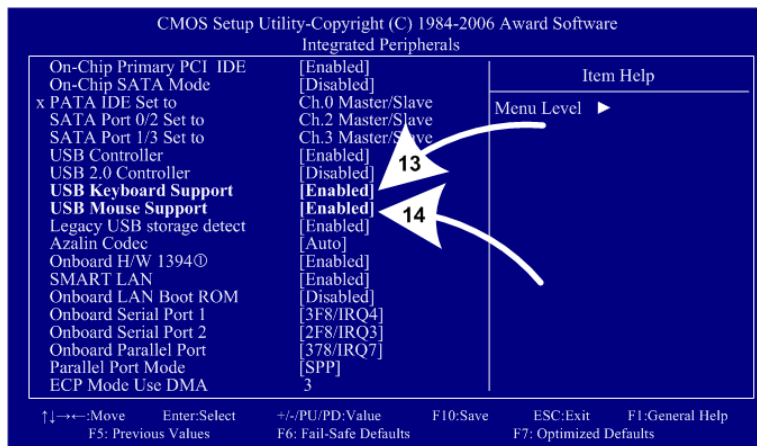 CMOS Setup Utility-Copyright (C) 1984-2006 Award Software
Integrated Peripherals
On-Chip Primary PCI IDE [Enabled]
On-Chip SATA Mode [Disabled]
x PATA IDE Set to Ch.0 Master/Slave
SATA Port 0/2 Set to Ch.2 Master/Slave
SATA Port 1/3 Set to Ch.3 Master/Slave
USB Controller [Enabled]
USB 2.0 Controller [Disabled]
USB Keyboard Support [Enabled]
USB Mouse Support [Enabled]
Legacy USB storage detect [Enabled]
Azalin Codec [Auto]
Onboard H/W 1394① [Enabled]
SMART LAN [Enabled]
Onboard LAN Boot ROM [Disabled]
Onboard Serial Port 1 [3F8/IRQ4]
Onboard Serial Port 2 [2F8/IRQ3]
Onboard Parallel Port [378/IRQ7]
Parallel Port Mode [SPP]
ECP Mode Use DMA 3
Item Help
Menu Level ►
13
14
↑↓→←:Move Enter:Select +/-/PU/PD:Value F10:Save ESC:Exit F1:General Help
F5: Previous Values F6: Fail-Safe Defaults F7: Optimized Defaults